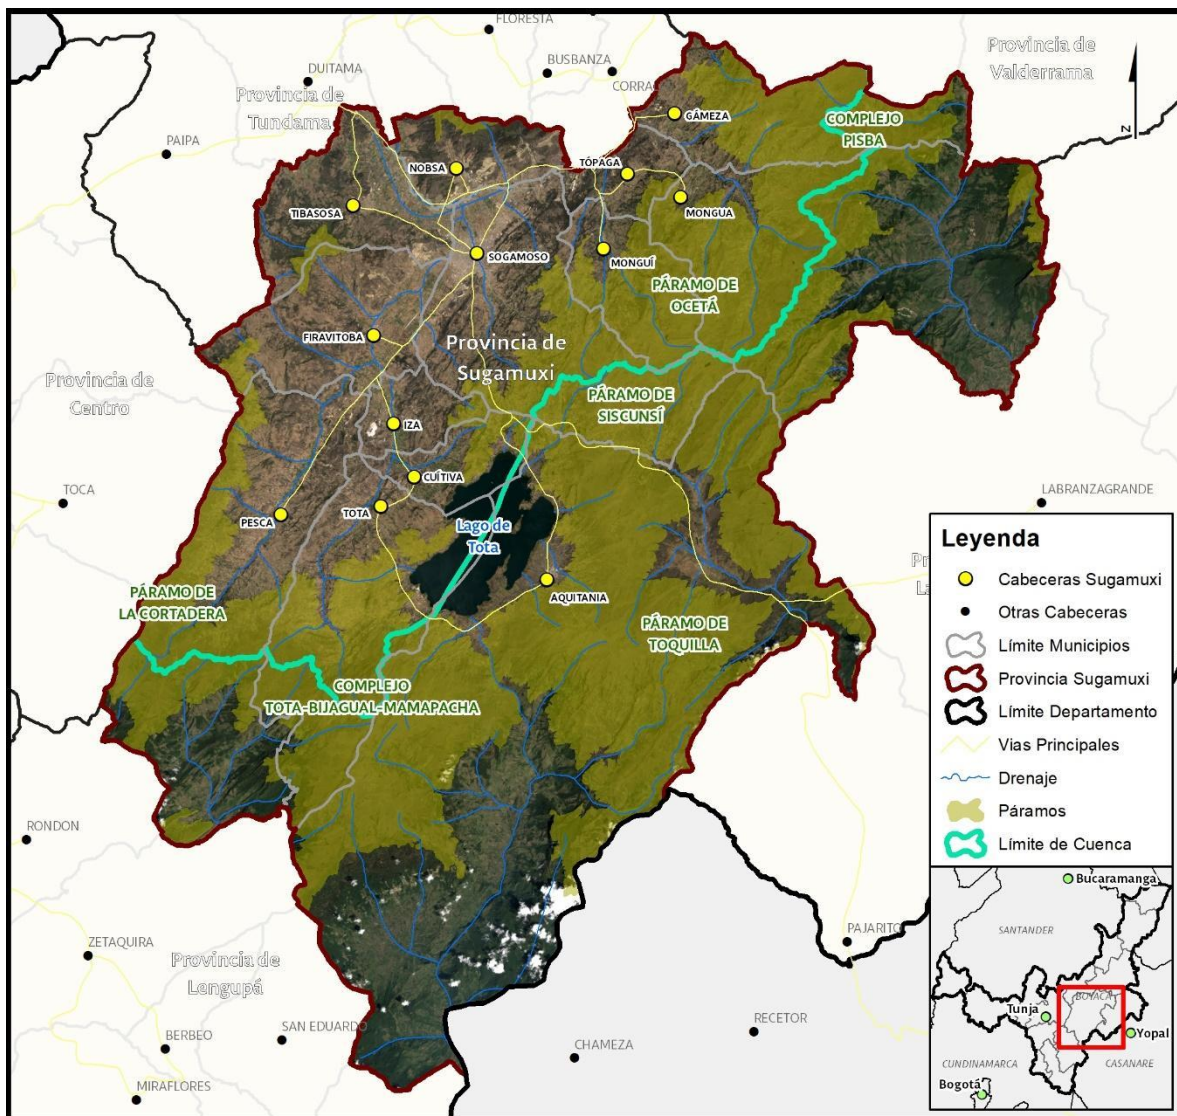 FLORESTA
Provincia de
Valderrama
DUITAMA
BUSBANZA
CORRA
Provincia de
Tundama
GÁMEZA
COMPLEJO
PISBA
N
PAIPA
NOBSA
TÓPAGA
TIBASOSA
MONGUA
SOGAMOSO
MONGUÍ
PÁRAMO DE
OCETÁ
FIRAVITOBA
Provincia de
Sugamuxi
Provincia de
Centro
PÁRAMO DE
SISCUNSÍ
IZA
CUÍTIVA
TOCA
TOTA
PESCA
Lago de
Tota
LABRANZAGRANDE
AQUITANIA
PÁRAMO DE
LA CORTADERA
PÁRAMO DE
TOQUILLA
COMPLEJO
TOTA-BIJAGUAL-MAMAPACHA
RONDON
ZETAQUIRA
Provincia de
Lengupá
PAJARITO
BERBEO
SAN EDUARDO
RECETOR
CHAMEZA
MIRAFLORES
Leyenda
Cabeceras Sugamuxi
Otras Cabeceras
Límite Municipios
Provincia Sugamuxi
Límite Departamento
Vias Principales
Drenaje
Páramos
Límite de Cuenca
Bucaramanga
SANTANDER
BOYACÁ
Tunja
Yopal
CUNDINAMARCA
CASANARE
Bogotá